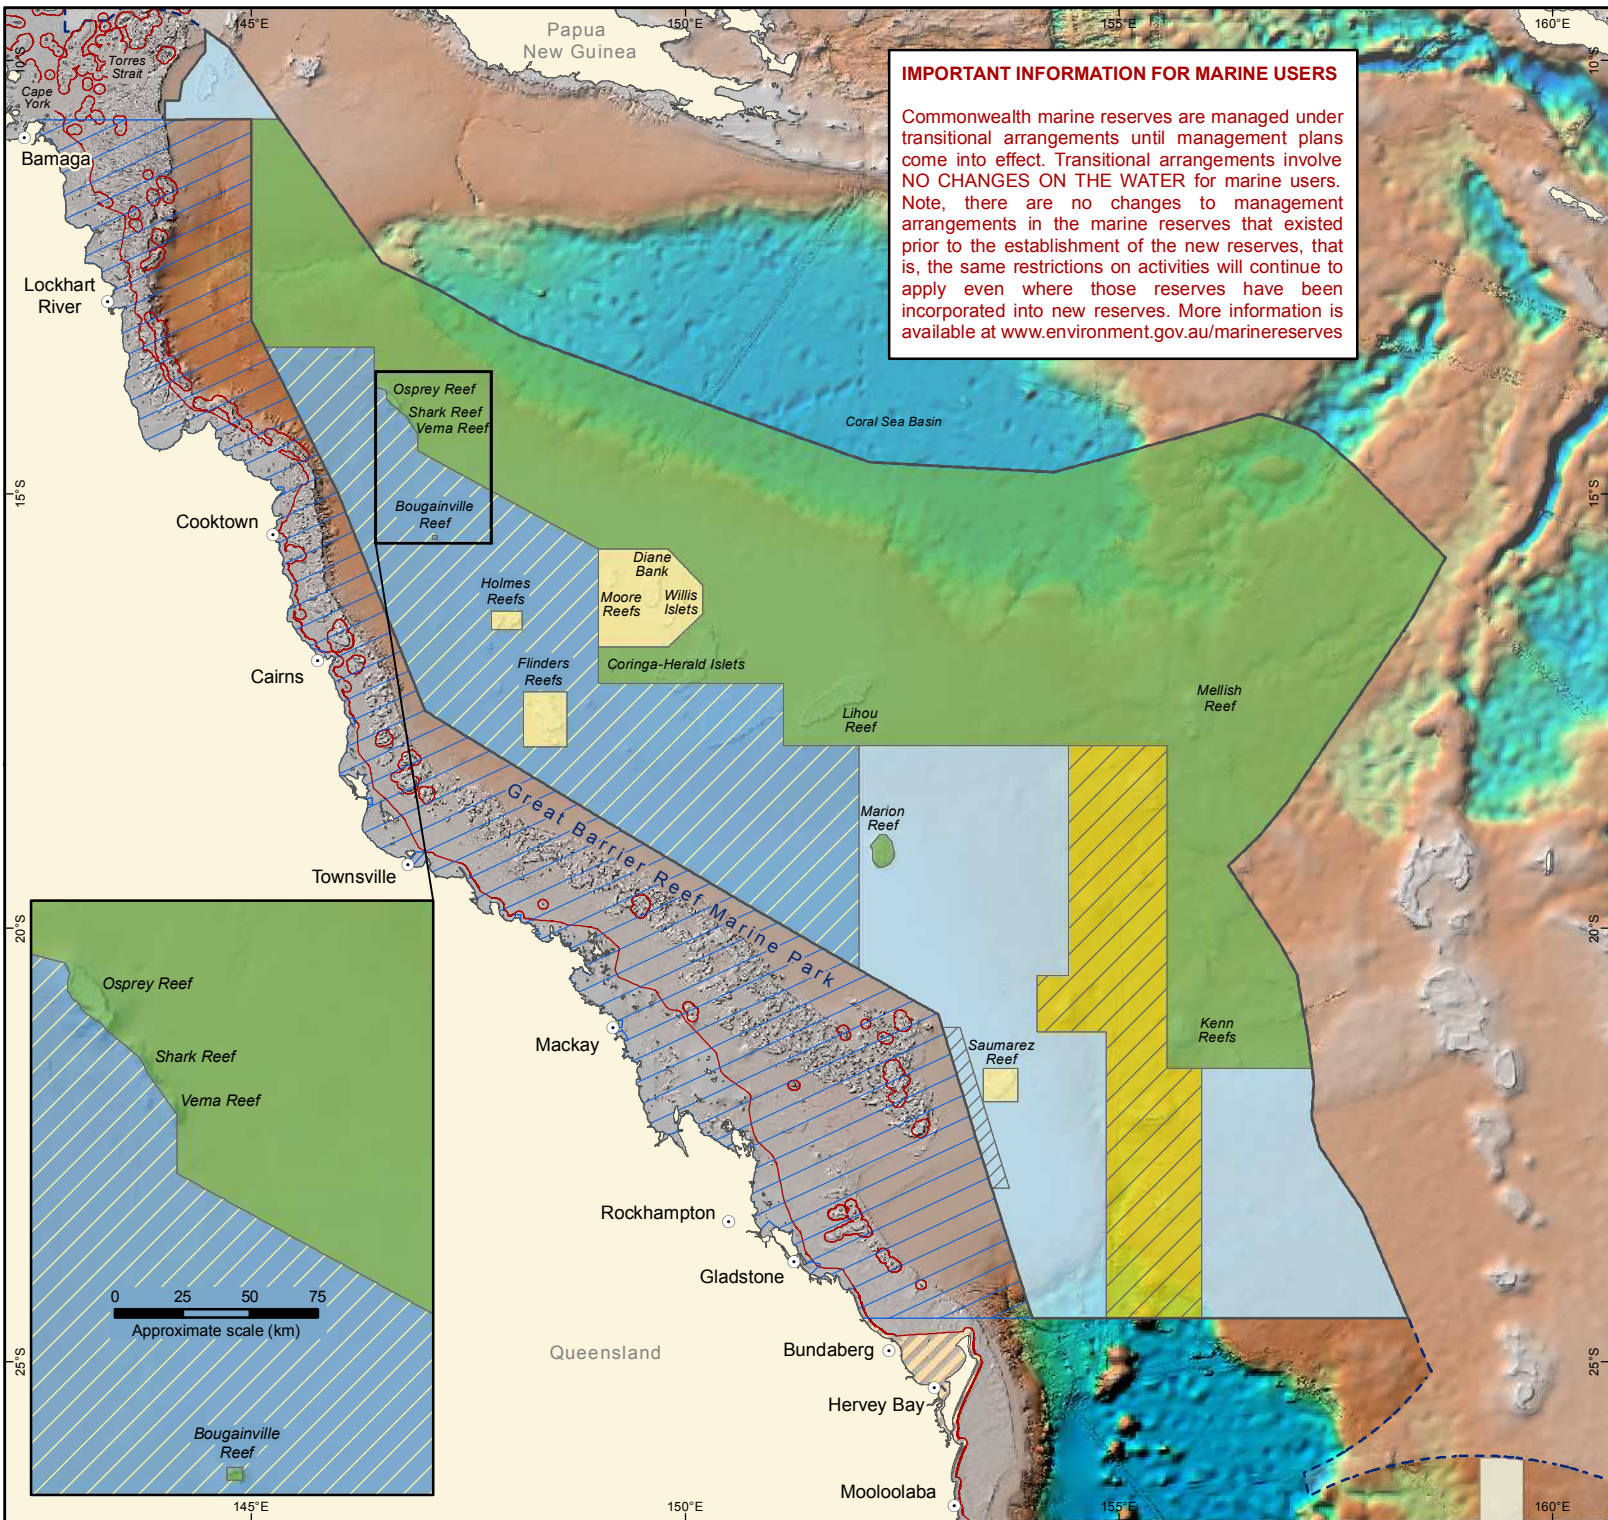 145°E
150°E
155°E
160°E
10°S
10°S
Papua
New Guinea
Torres
Strait
Cape
York
Bamaga
IMPORTANT INFORMATION FOR MARINE USERS
Commonwealth marine reserves are managed under
transitional arrangements until management plans
come into effect. Transitional arrangements involve
NO CHANGES ON THE WATER for marine users.
Note, there are no changes to management
arrangements in the marine reserves that existed
prior to the establishment of the new reserves, that
is, the same restrictions on activities will continue to
apply even where those reserves have been
incorporated into new reserves. More information is
available at www.environment.gov.au/marinereserves
Lockhart
River
Osprey Reef
Shark Reef
Vema Reef
Coral Sea Basin
15°S
15°S
Bougainville
Reef
Cooktown
Diane
Bank
Holmes
Reefs
Moore
Reefs
Willis
Islets
Cairns
Flinders
Reefs
Coringa-Herald Islets
Lihou
Reef
Mellish
Reef
Great Barrier Reef Marine Park
Marion
Reef
Townsville
20°S
20°S
Osprey Reef
Shark Reef
Vema Reef
Mackay
Saumarez
Reef
Kenn
Reefs
Rockhampton
Gladstone
0 25 50 75
Approximate scale (km)
Queensland
Bundaberg
25°S
25°S
Hervey Bay
Bougainville
Reef
Mooloolaba
145°E
150°E
155°E
160°E